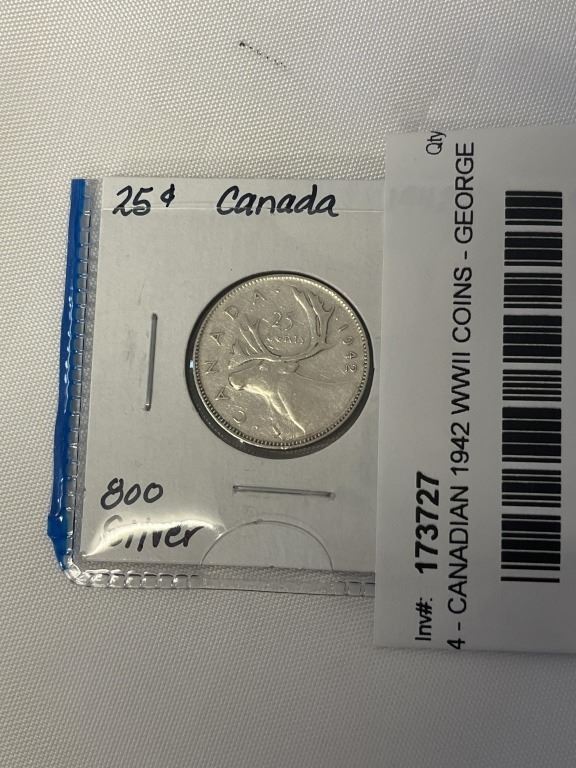 25¢ Canada
CANADA
25
CENTS
1942
800
Silver
Inv#: 173727
Qty
4 - CANADIAN 1942 WWII COINS - GEORGE